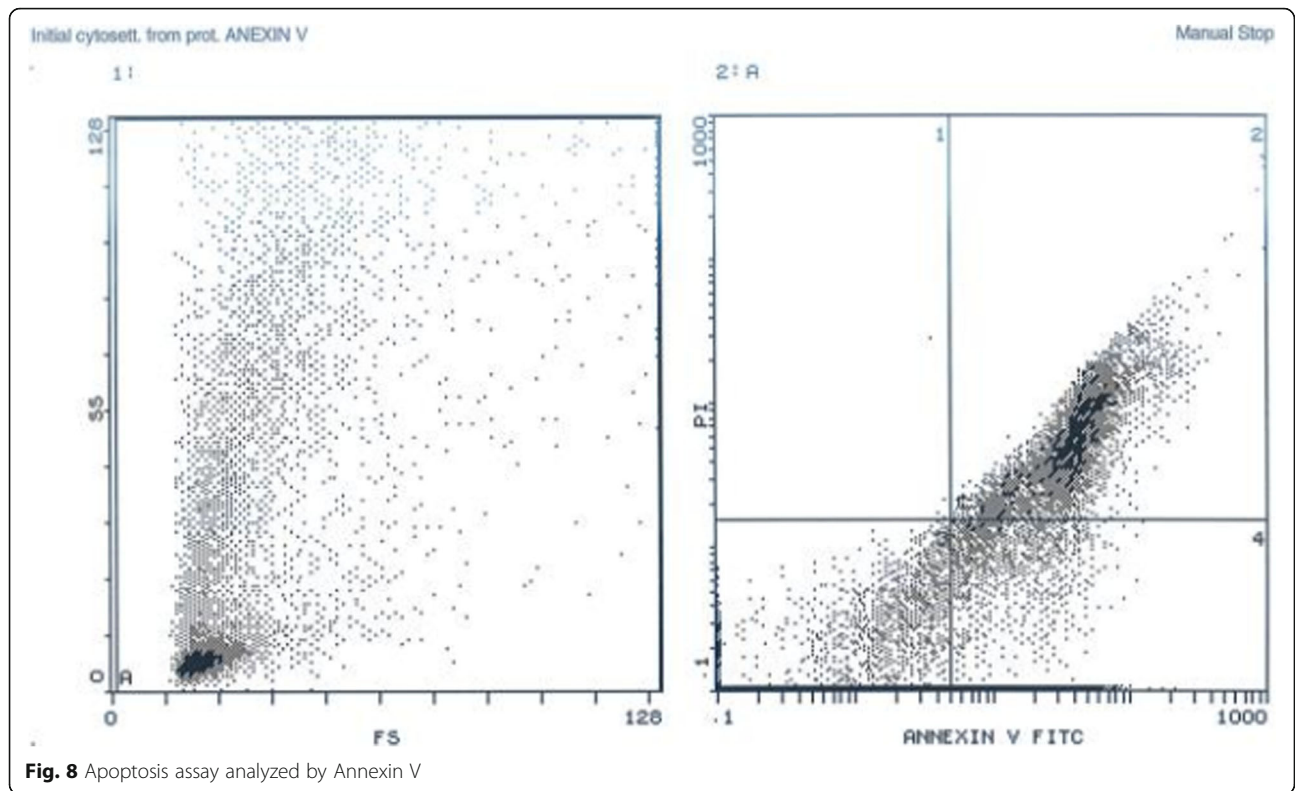 Initial cytosett. from prot. ANEXIN V
Manual Stop
1:
2: A
128
SS
0
A
0
128
FS
1000
PI
.1
1
2
3
4
.1
1000
ANNEXIN V FITC
Fig. 8 Apoptosis assay analyzed by Annexin V